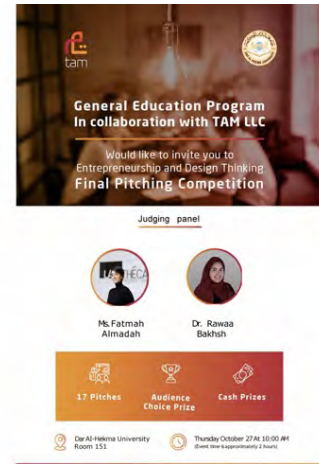 tam
General Education Program
In collaboration with TAM LLC
Would like to invite you to
Entrepreneurship and Design Thinking
Final Pitching Competition
Judging panel
Ms. Fatmah
Almadah
Dr. Rawaa
Bakhsh
17 Pitches
Audience
Choice Prize
Cash Prizes
Dar Al-Hekma University
Room 151
Thursday October 27 At 10:00 AM
(Event time is approximately 2 hours)